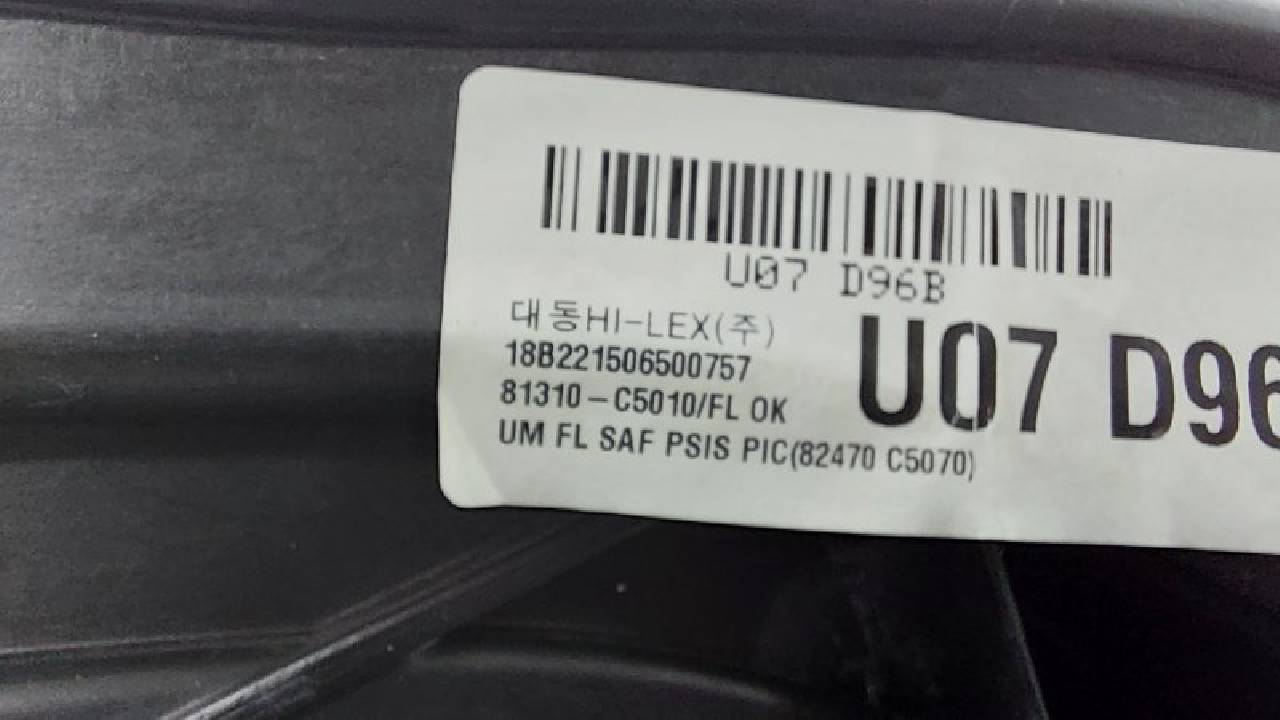 U07 D96B
대동HI-LEX(주)
18B221506500757
81310-C5010/FL OK
UM FL SAF PSIS PIC(82470 C5070)
U07 D96